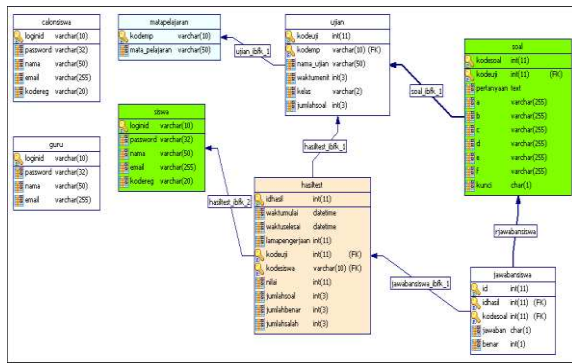 calonsiswa
loginid varchar(10)
password varchar(32)
nama varchar(50)
email varchar(255)
kodereg varchar(20)
matapelajaran
kodemp varchar(10)
mata_pelajaran varchar(50)
ujian_ibfk_1
ujian
kodeuji int(11)
kodemp varchar(10) (FK)
nama_ujian varchar(50)
waktumenit int(3)
kelas varchar(2)
jumlahsoal int(3)
soal_ibfk_1
soal
kodesoal int(11)
kodeuji int(11) (FK)
pertanyaan text
a varchar(255)
b varchar(255)
c varchar(255)
d varchar(255)
e varchar(255)
f varchar(255)
kunci char(1)
guru
loginid varchar(10)
password varchar(32)
nama varchar(50)
email varchar(255)
siswa
loginid varchar(10)
password varchar(32)
nama varchar(50)
email varchar(255)
kodereg varchar(20)
hasiltest_ibfk_1
hasiltest_ibfk_2
hasiltest
idhasil int(11)
waktumulai datetime
waktuselesai datetime
lamapengerjaan int(11)
kodeuji int(11) (FK)
kodesiswa varchar(10) (FK)
nilai int(11)
jumlahsoal int(3)
jumlahbenar int(3)
jumlahsalah int(3)
jawabansiswa_ibfk_1
rjawabansiswa
jawabansiswa
id int(11)
idhasil int(11) (FK)
kodesoal int(11) (FK)
jawaban char(1)
benar int(1)